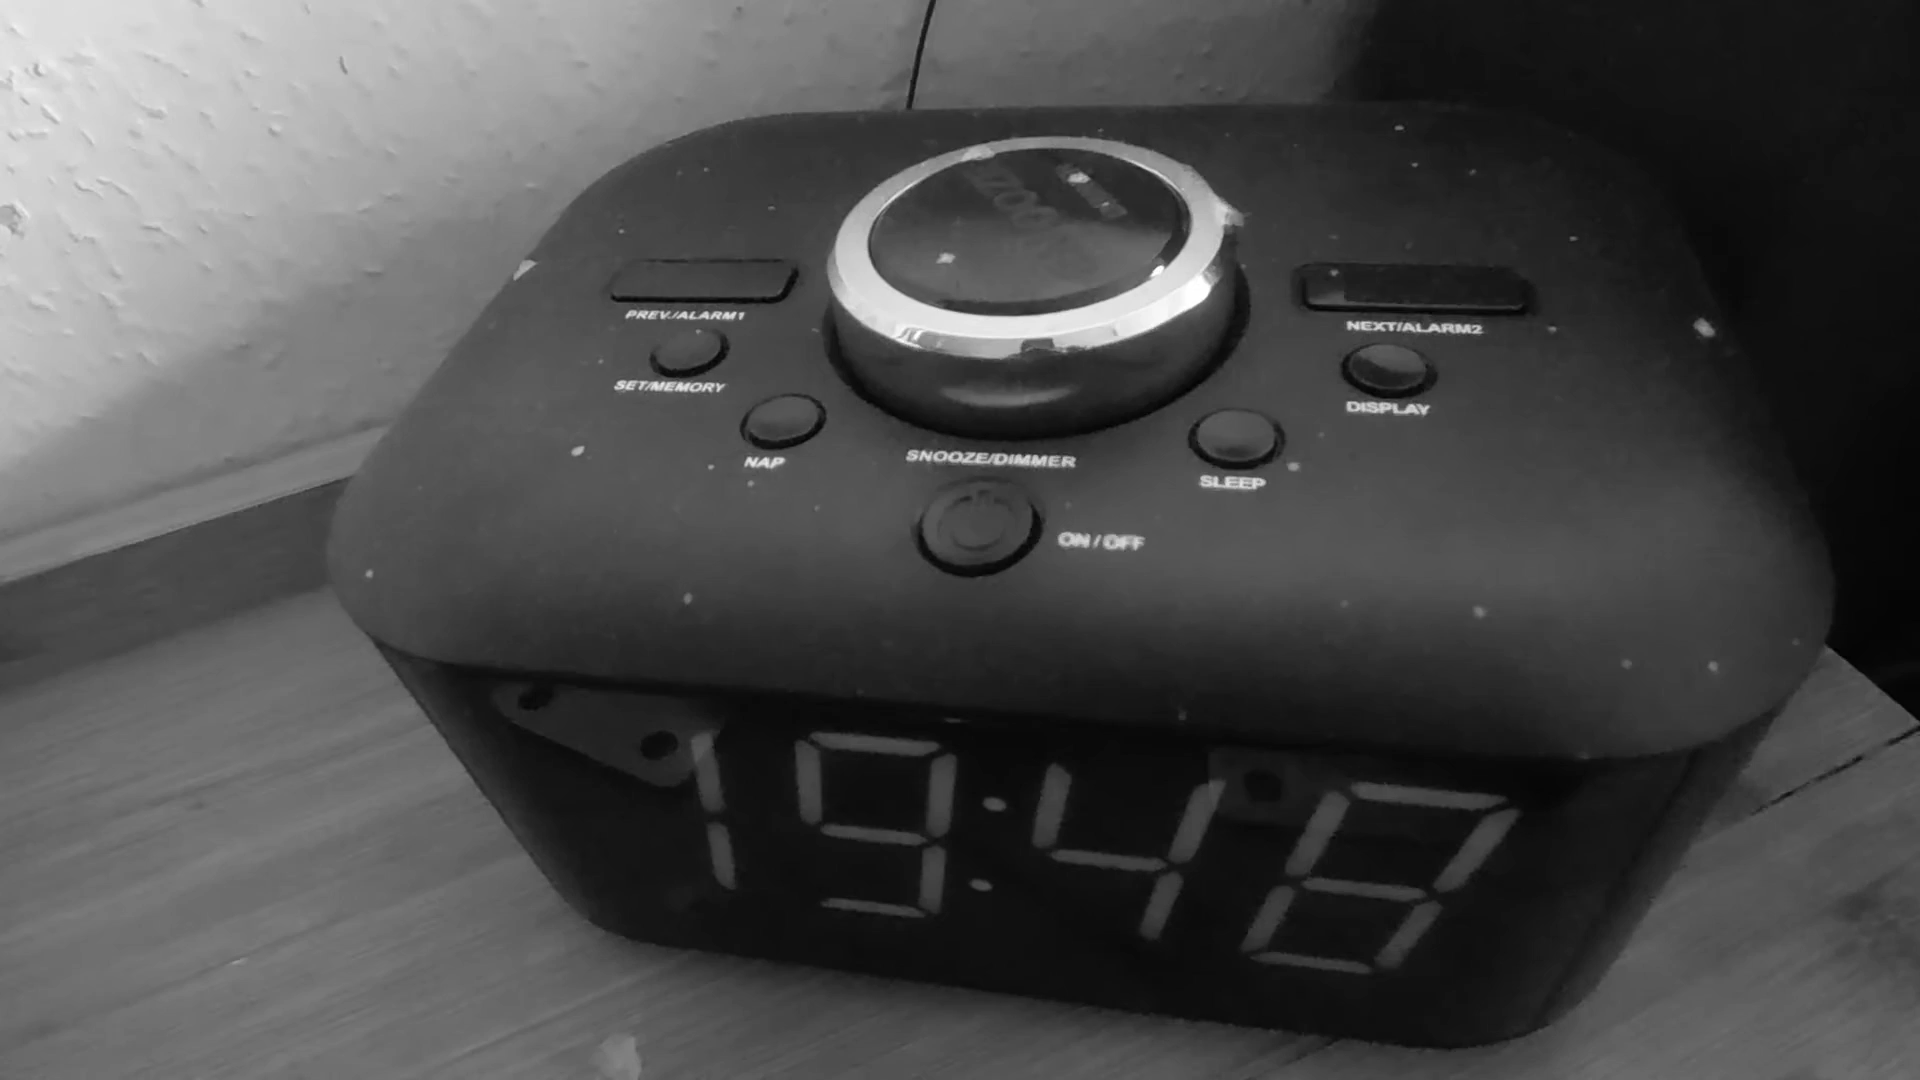 PREV./ALARM1
NEXT/ALARM2
SET/MEMORY
DISPLAY
NAP
SNOOZE/DIMMER
SLEEP
ON / OFF
19:48